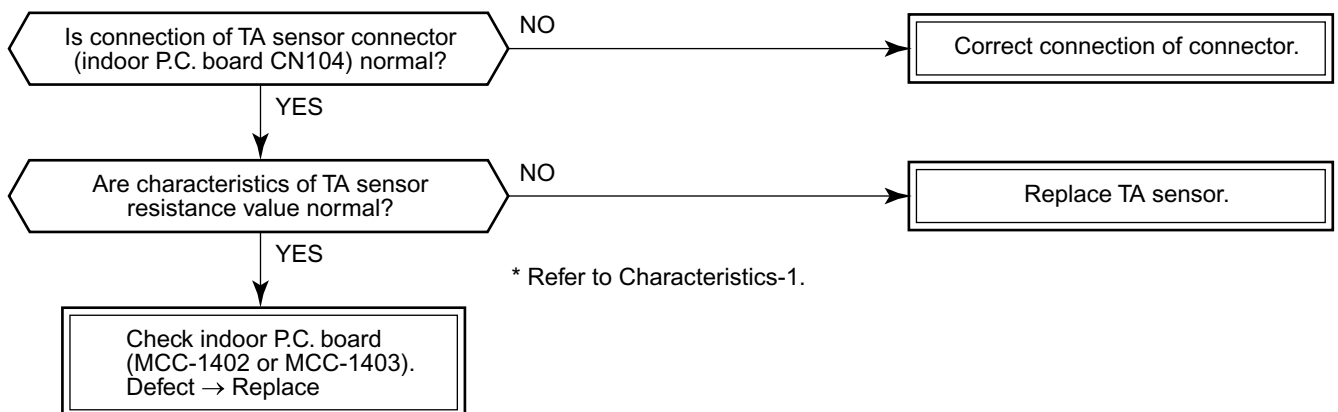 Is connection of TA sensor connector
(indoor P.C. board CN104) normal?
NO
Correct connection of connector.
YES
Are characteristics of TA sensor
resistance value normal?
NO
Replace TA sensor.
YES
* Refer to Characteristics-1.
Check indoor P.C. board
(MCC-1402 or MCC-1403).
Defect → Replace